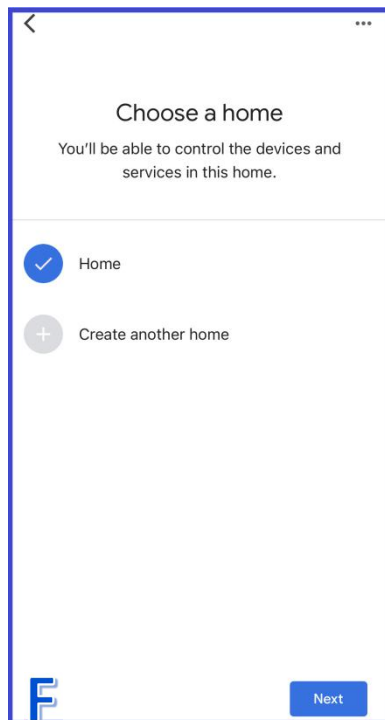 Choose a home
You'll be able to control the devices and
services in this home.
Home
Create another home
F
Next